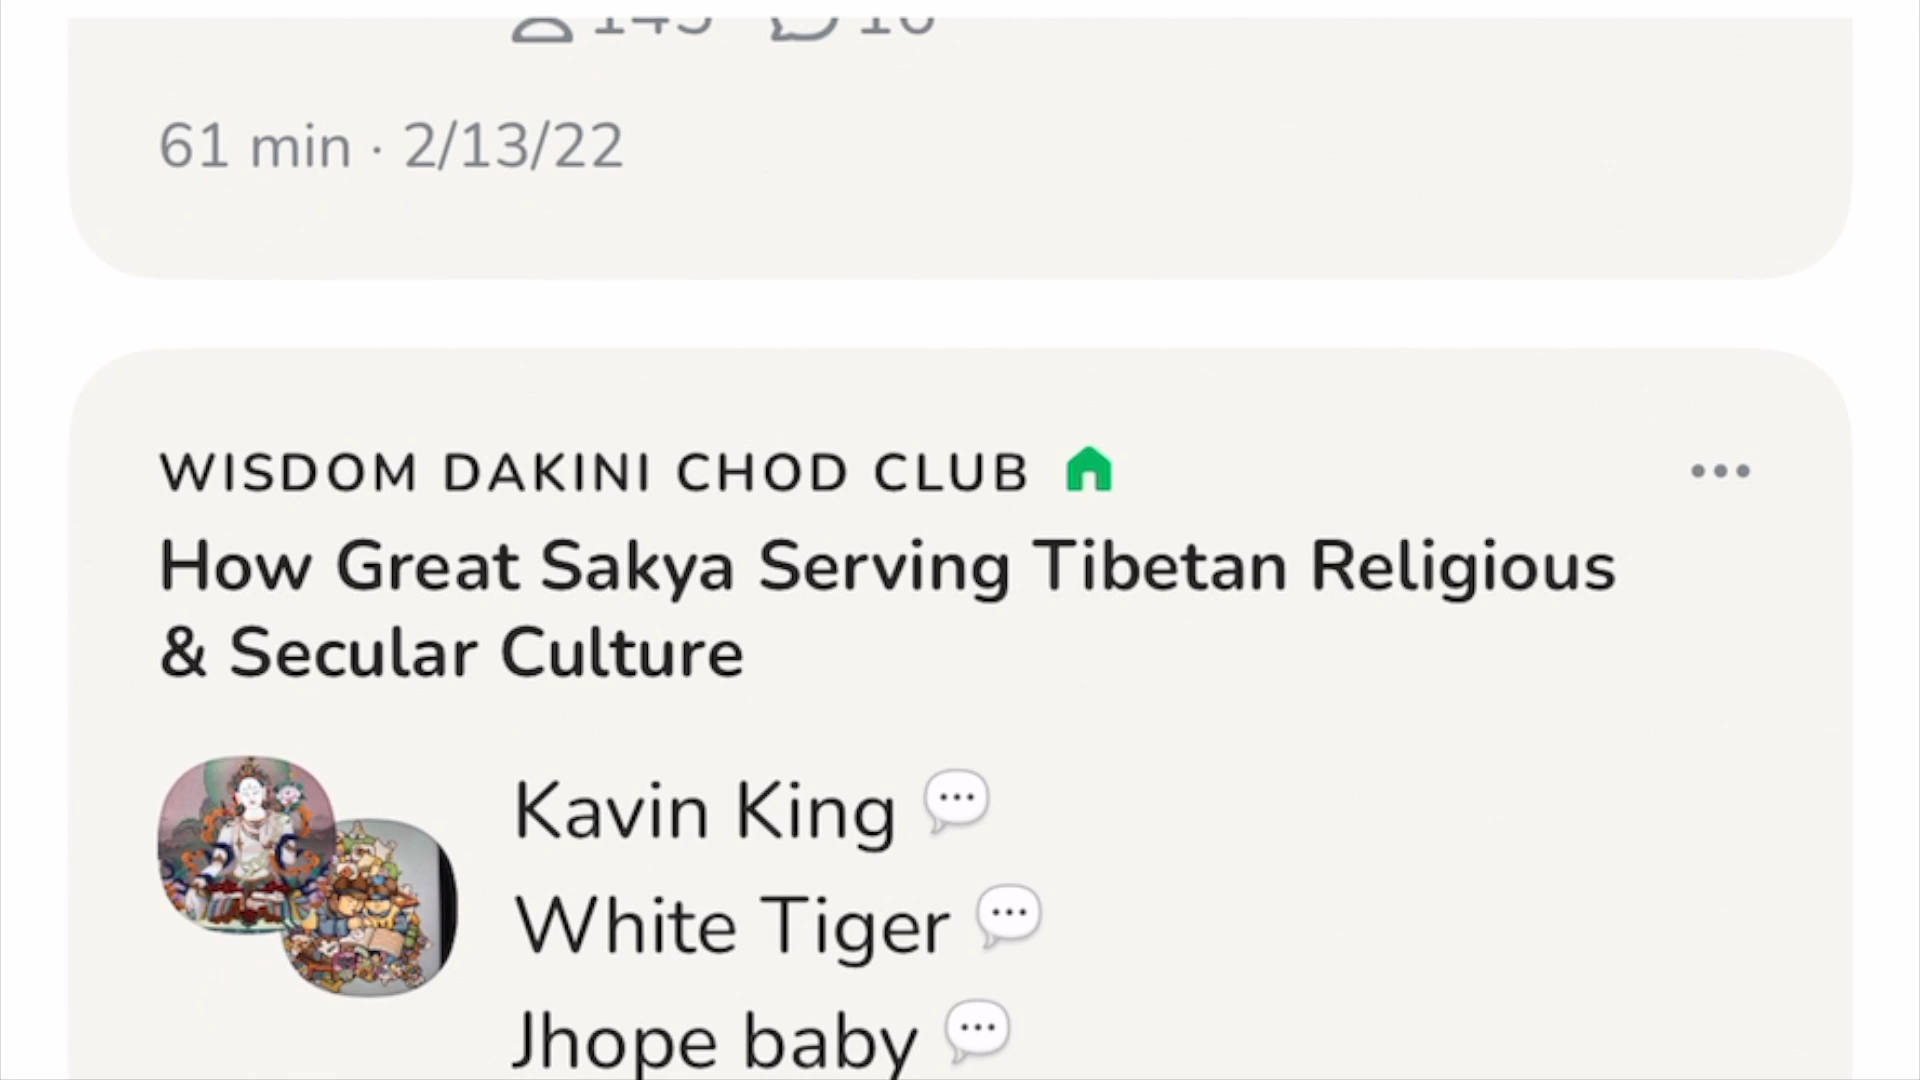 61 min · 2/13/22
WISDOM DAKINI CHOD CLUB
How Great Sakya Serving Tibetan Religious
& Secular Culture
Kavin King
White Tiger
Jhope baby